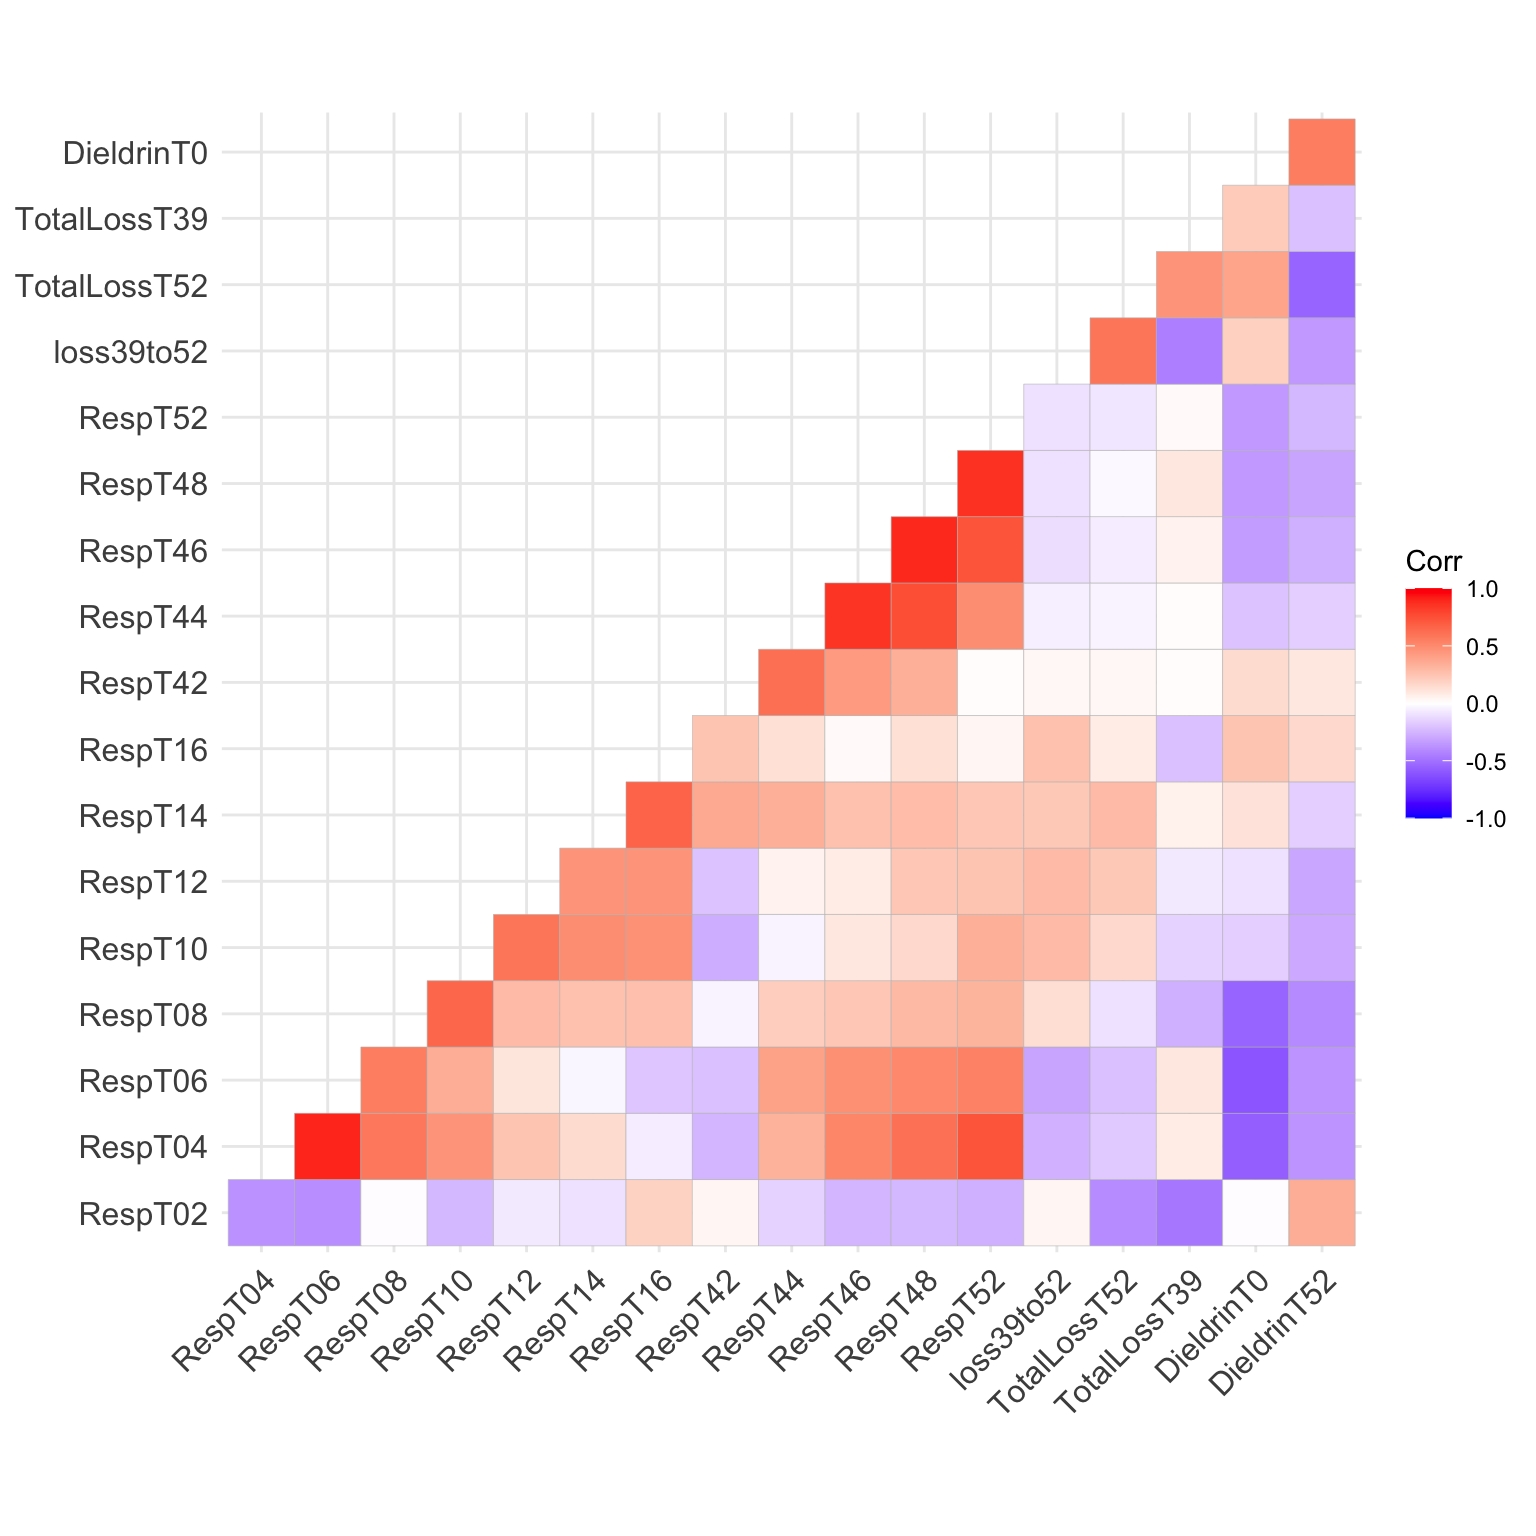 DieldrinT0
TotalLossT39
TotalLossT52
loss39to52
RespT52
RespT48
RespT46
RespT44
RespT42
RespT16
RespT14
RespT12
RespT10
RespT08
RespT06
RespT04
RespT02
RespT04
RespT06
RespT08
RespT10
RespT12
RespT14
RespT16
RespT42
RespT44
RespT46
RespT48
RespT52
loss39to52
TotalLossT52
TotalLossT39
DieldrinT0
DieldrinT52
Corr
1.0
0.5
0.0
-0.5
-1.0